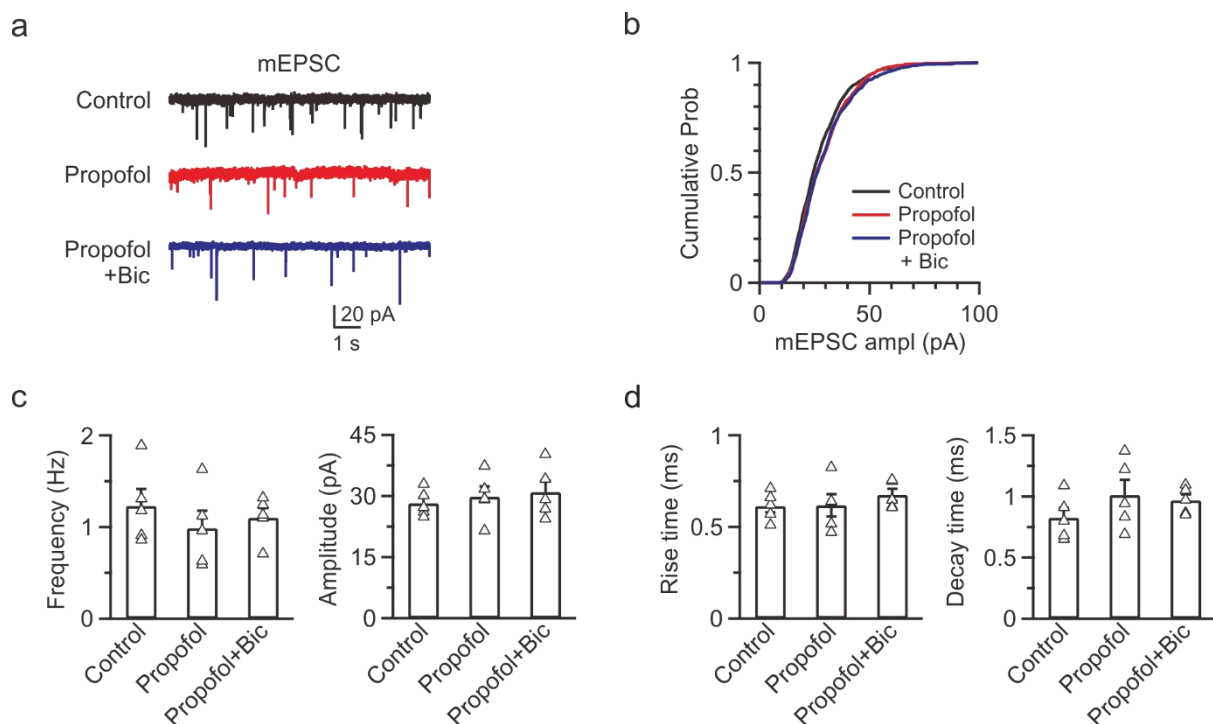 a
mEPSC
Control
Propofol
Propofol
+Bic
20 pA
1 s
b
Cumulative Prob
1
0.5
0
0 50 100
mEPSC ampl (pA)
Control
Propofol
Propofol
+ Bic
c
Frequency (Hz)
2
1
0
Control
Propofol
Propofol+Bic
Amplitude (pA)
45
30
15
0
Control
Propofol
Propofol+Bic
d
Rise time (ms)
1
0.5
0
Control
Propofol
Propofol+Bic
Decay time (ms)
1.5
1
0.5
0
Control
Propofol
Propofol+Bic